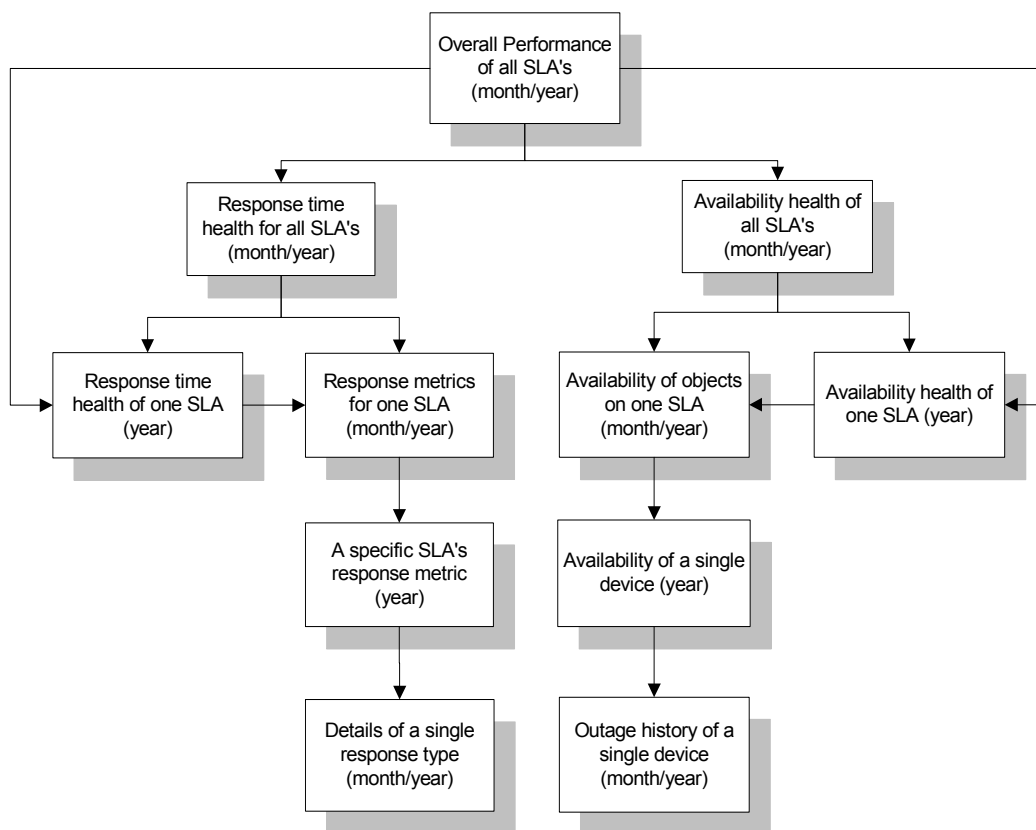 Overall Performance
of all SLA's
(month/year)
Response time
health for all SLA's
(month/year)
Availability health of
all SLA's
(month/year)
Response time
health of one SLA
(year)
Response metrics
for one SLA
(month/year)
Availability of objects
on one SLA
(month/year)
Availability health of
one SLA (year)
A specific SLA's
response metric
(year)
Availability of a single
device (year)
Details of a single
response type
(month/year)
Outage history of a
single device
(month/year)